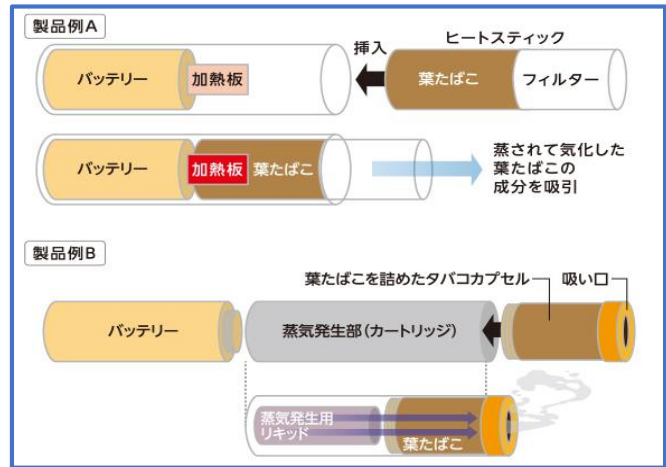 製品例A
ヒートスティック
挿入
バッテリー
加熱板
葉たばこ
フィルター
バッテリー
加熱板
葉たばこ
蒸されて気化した
葉たばこの
成分を吸引
製品例B
葉たばこを詰めたタバコカプセル
吸い口
バッテリー
蒸気発生部(カートリッジ)
蒸気発生用
リキッド
葉たばこ